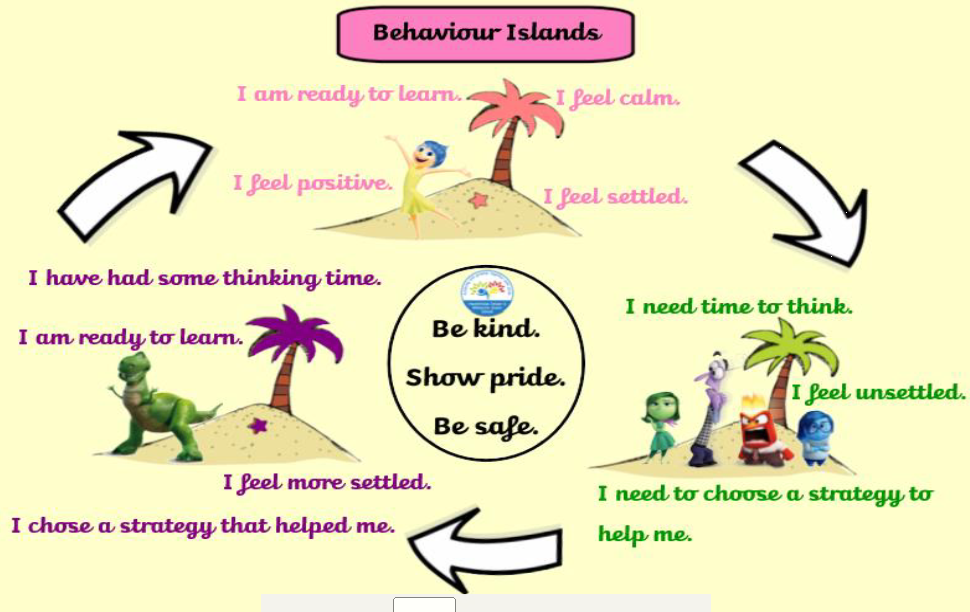 Behaviour Islands
I am ready to learn.
I feel calm.
I feel positive.
I feel settled.
I need time to think.
I feel unsettled.
I need to choose a strategy to
help me.
I have had some thinking time.
I am ready to learn.
I feel more settled.
I chose a strategy that helped me.
Be kind.
Show pride.
Be safe.